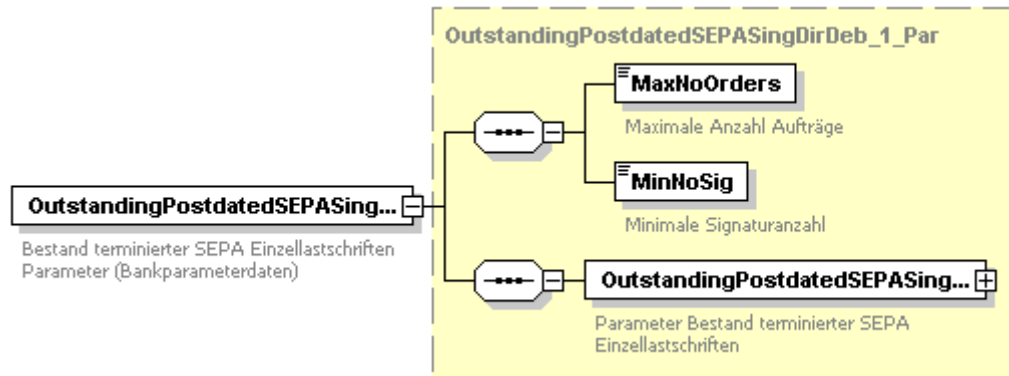 OutstandingPostdatedSEPASingDirDeb_1_Par
MaxNoOrders
Maximale Anzahl Aufträge
MinNoSig
Minimale Signaturanzahl
OutstandingPostdatedSEPASing...
Bestand terminierter SEPA Einzellastschriften
Parameter (Bankparameterdaten)
OutstandingPostdatedSEPASing...
Parameter Bestand terminierter SEPA
Einzellastschriften